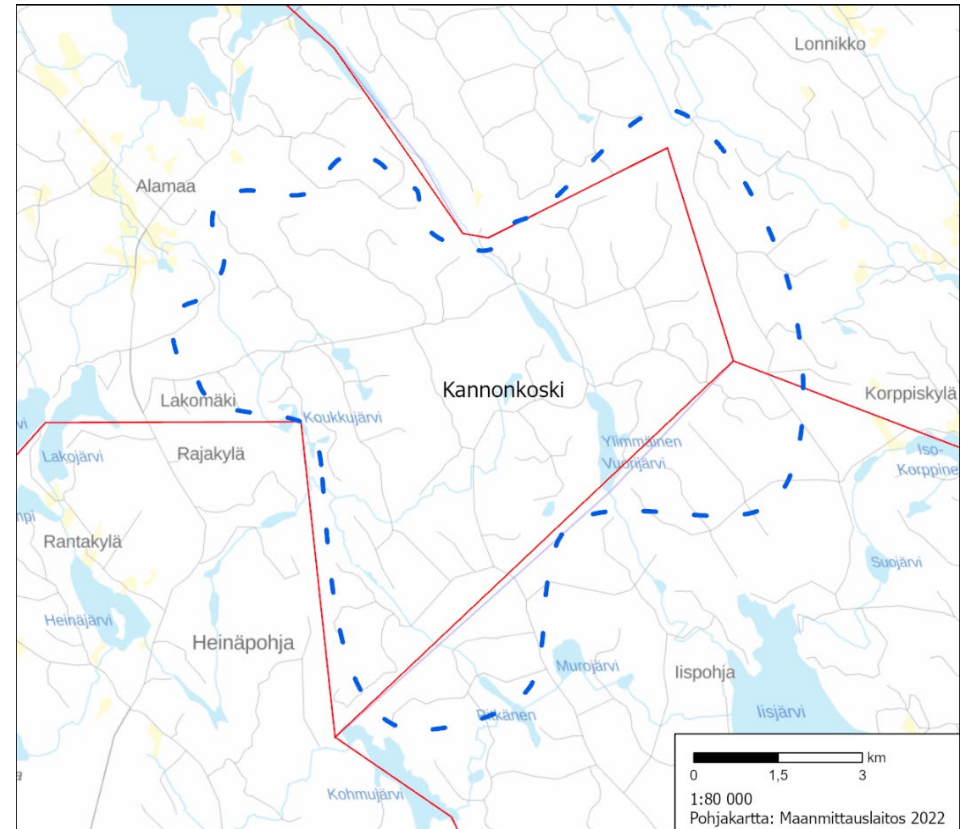 Lonnikko
Alamaa
Kannonkoski
Korppiskylä
Lakomäki
Koukkujärvi
Ylimmäinen
Vuorijärvi
Iso-
Korppine
Rajakylä
Lakojärvi
Rantakylä
Suojärvi
Heinäjärvi
Heinäpohja
Murojärvi
Iispohja
Pitkänen
Iisjärvi
Kohmujärvi
km
0 1,5 3
1:80 000
Pohjakartta: Maanmittauslaitos 2022